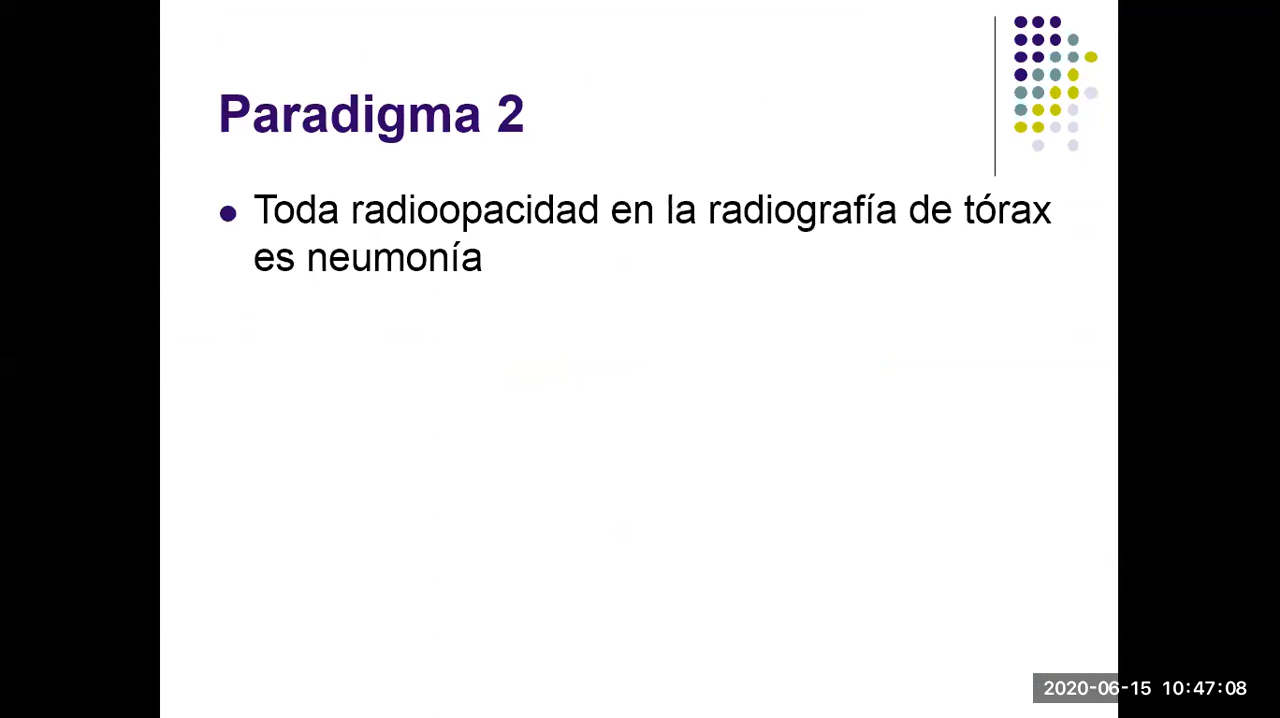 Paradigma 2
Toda radioopacidad en la radiografía de tórax
es neumonía
2020-06-15 10:47:08